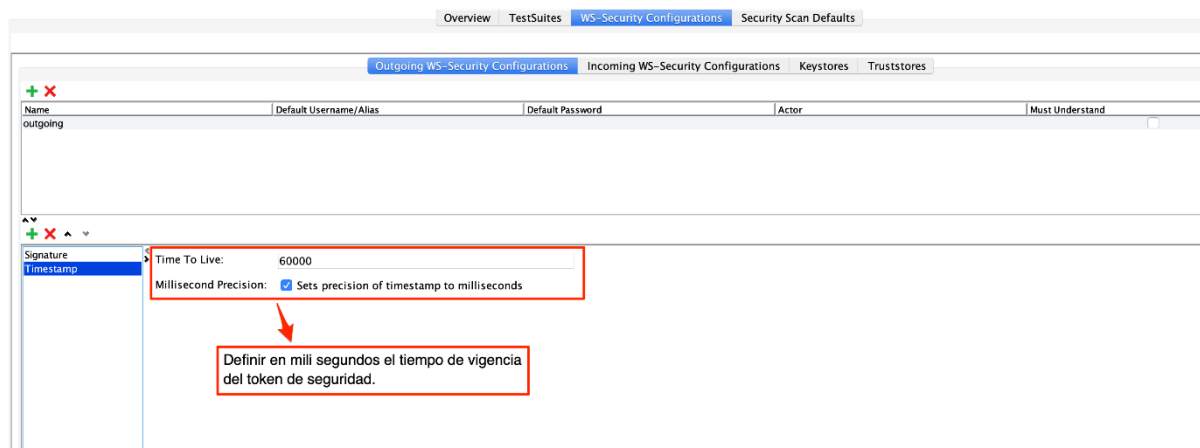 Overview TestSuites WS-Security Configurations Security Scan Defaults
Outgoing WS-Security Configurations Incoming WS-Security Configurations Keystores Truststores
Name Default Username/Alias Default Password Actor Must Understand
outgoing
Signature
Timestamp
Time To Live: 60000
Millisecond Precision: Sets precision of timestamp to milliseconds
Definir en mili segundos el tiempo de vigencia
del token de seguridad.